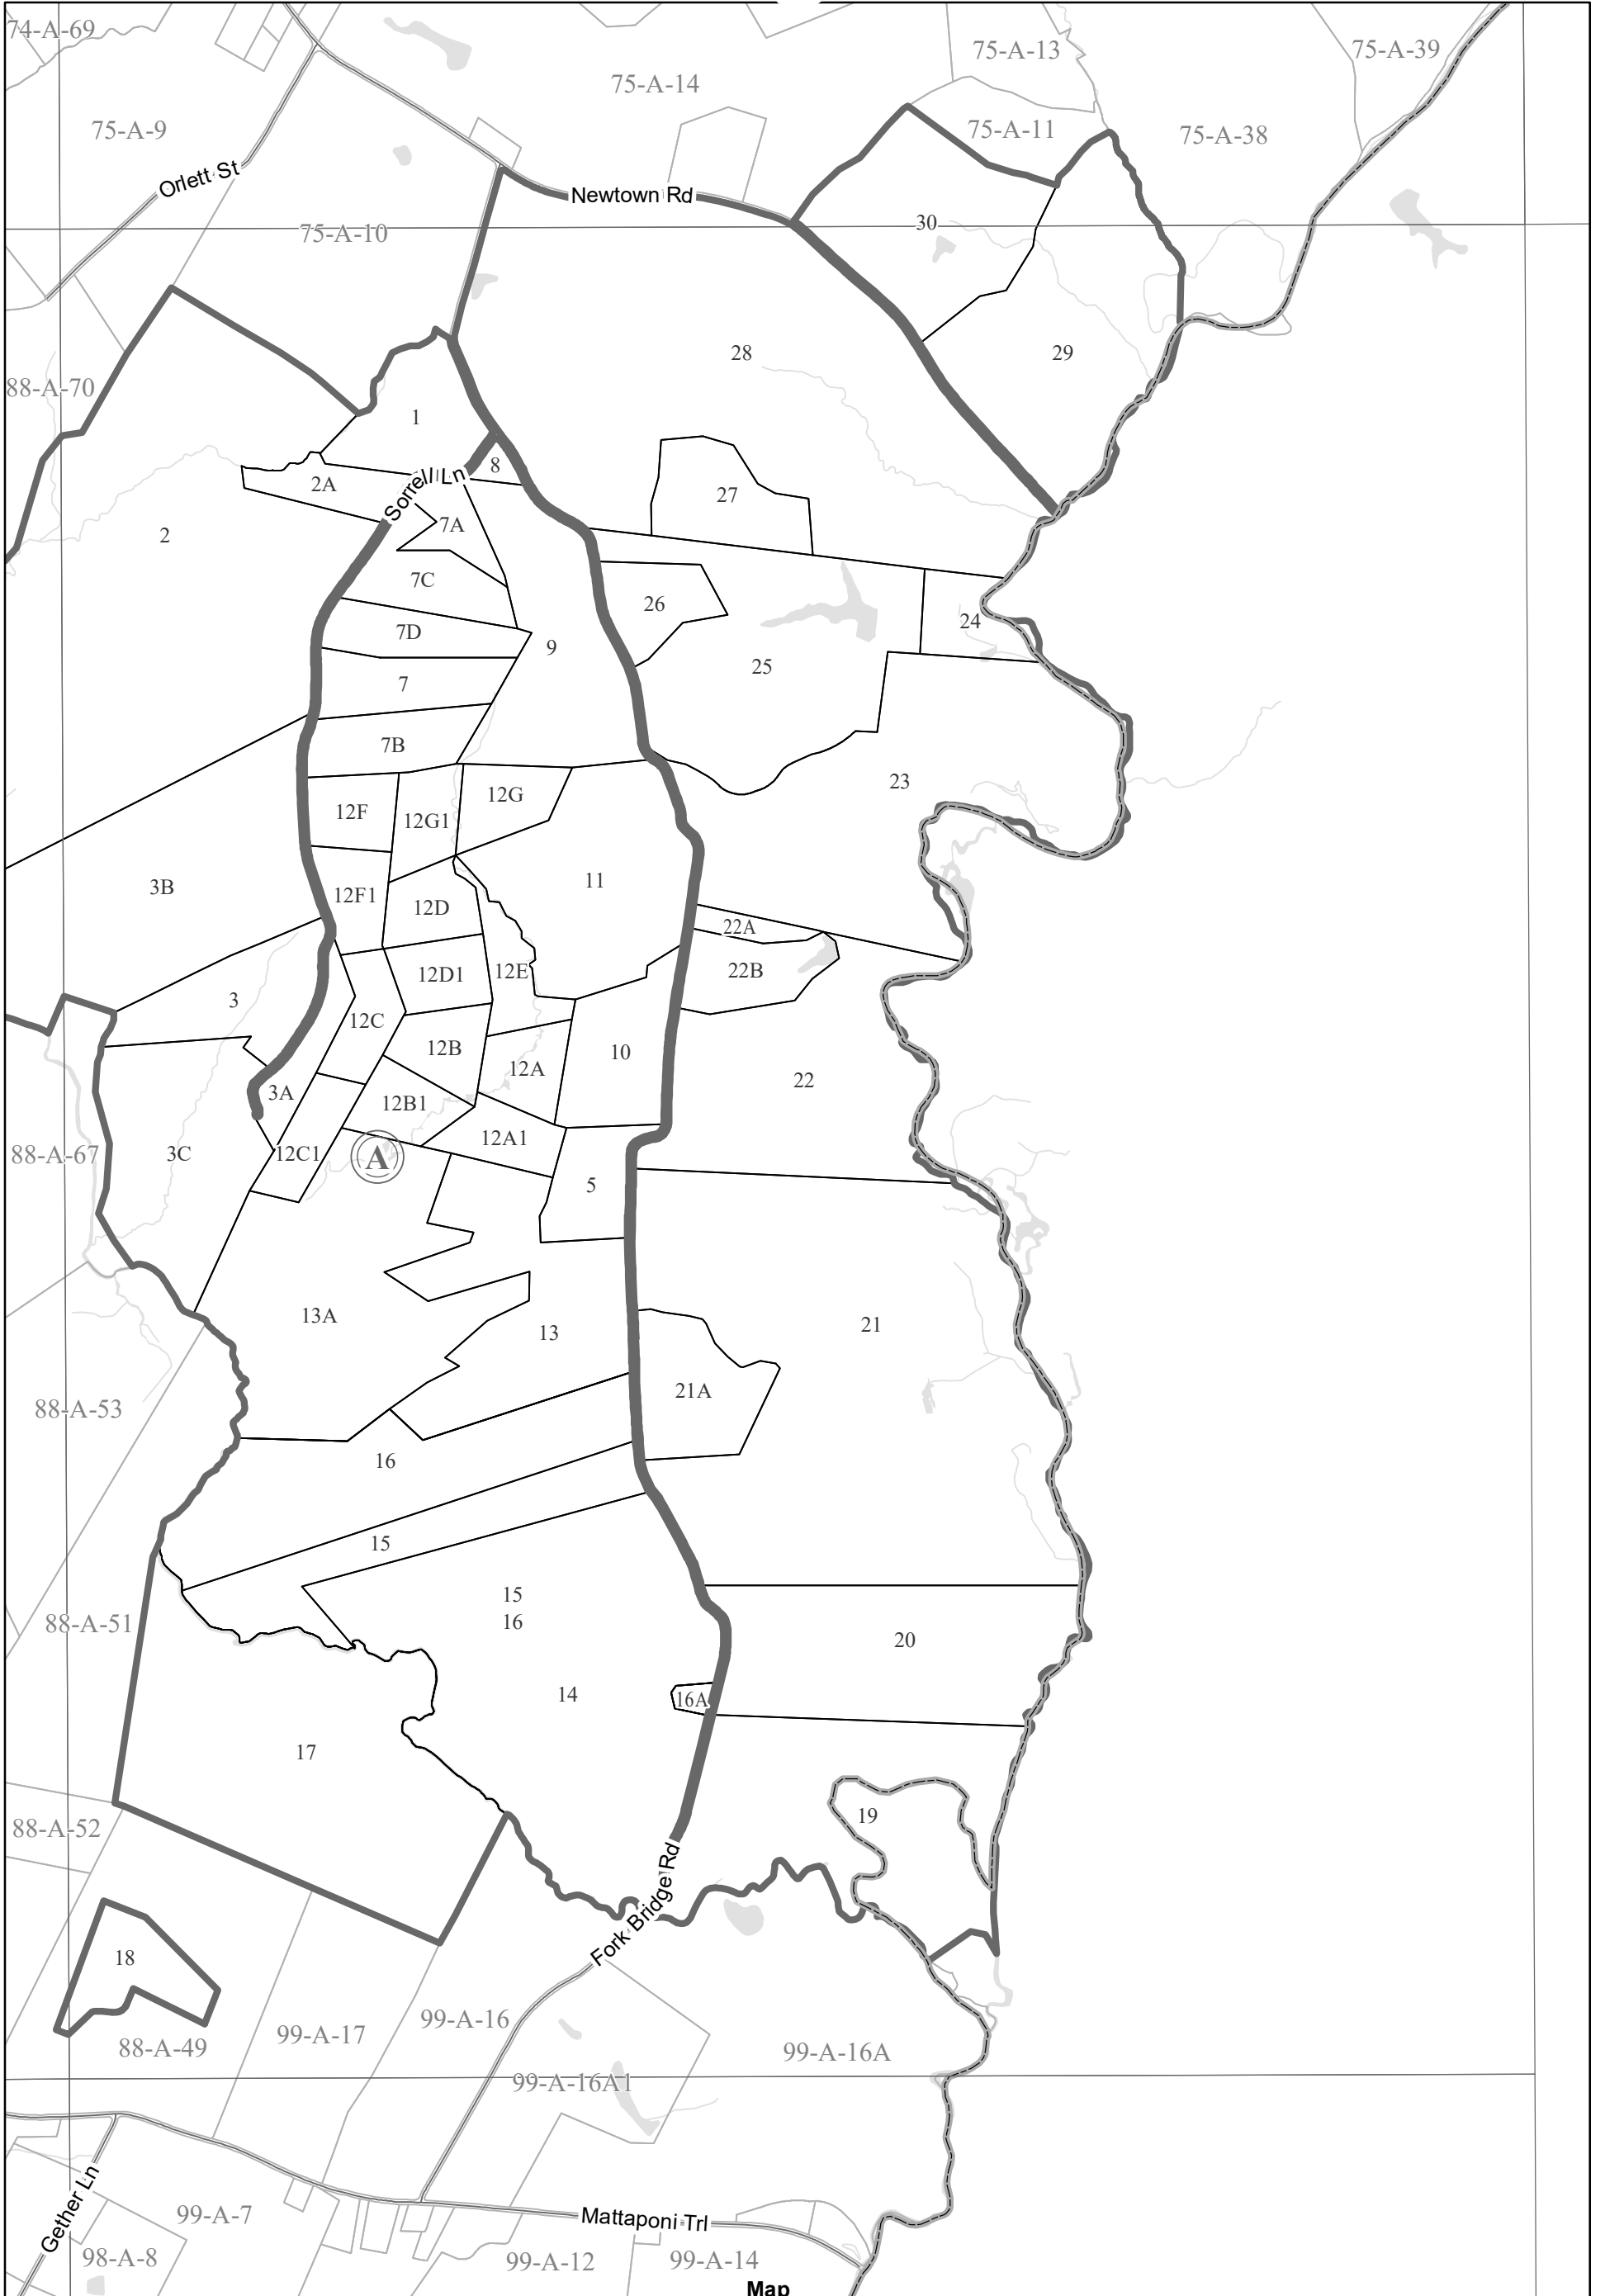 74-A-69
75-A-13
75-A-39
75-A-14
75-A-9
75-A-11
75-A-38
Orlett St
Newtown Rd
30
75-A-10
28
29
88-A-70
1
8
Sorrell Ln
2A
27
7A
2
7C
26
24
7D
9
25
7
7B
23
12G
12F
12G1
11
3B
12F1
12D
22A
12D1
12E
22B
3
12C
12B
10
12A
22
3A
12B1
12A1
88-A-67
3C
12C1
A
5
13A
21
13
21A
88-A-53
16
15
15
16
88-A-51
20
14
16A
17
19
88-A-52
Fork Bridge Rd
18
99-A-16
99-A-17
88-A-49
99-A-16A
99-A-16A1
Gether Ln
99-A-7
Mattaponi Trl
98-A-8
99-A-12
99-A-14
Map